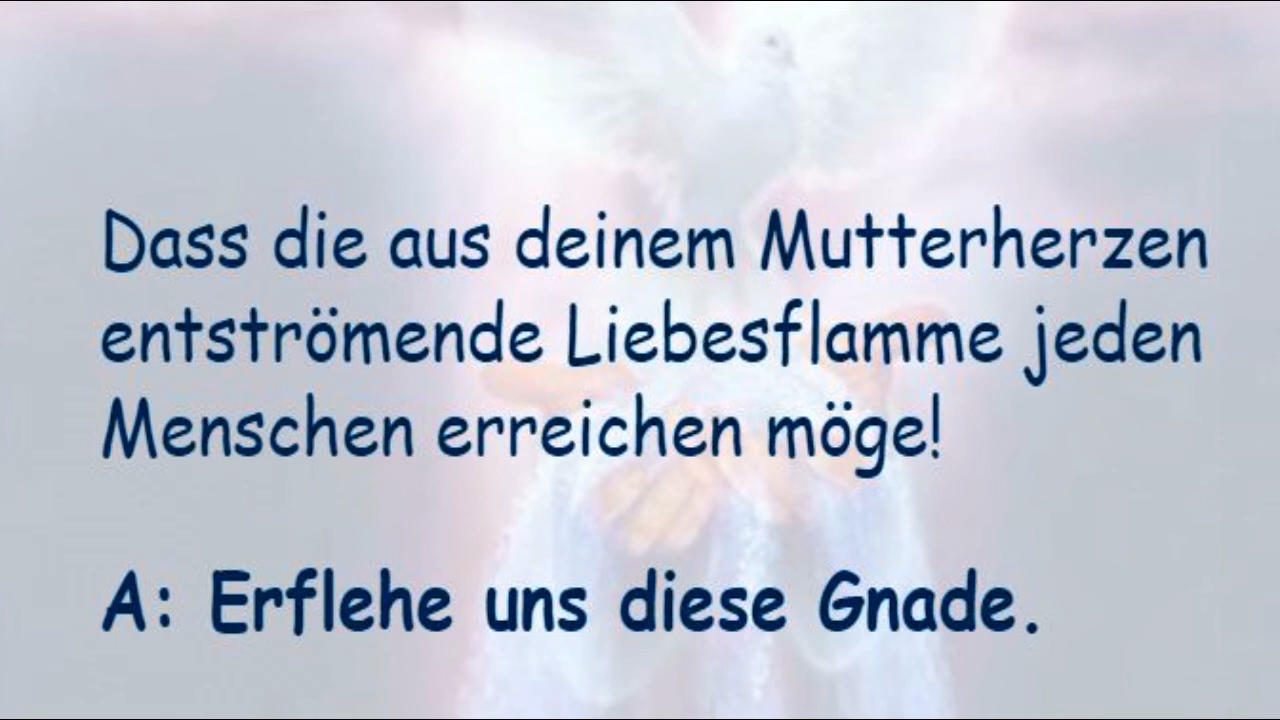 Dass die aus deinem Mutterherzen
entströmende Liebesflamme jeden
Menschen erreichen möge!
A: Erflehe uns diese Gnade.